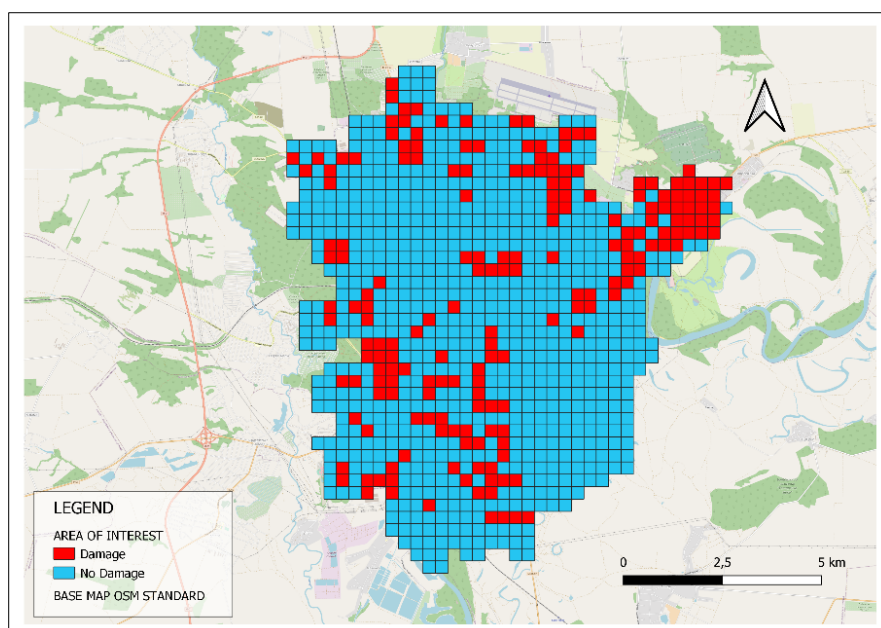 0
2,5
5 km
LEGEND
AREA OF INTEREST
Damage
No Damage
BASE MAP OSM STANDARD